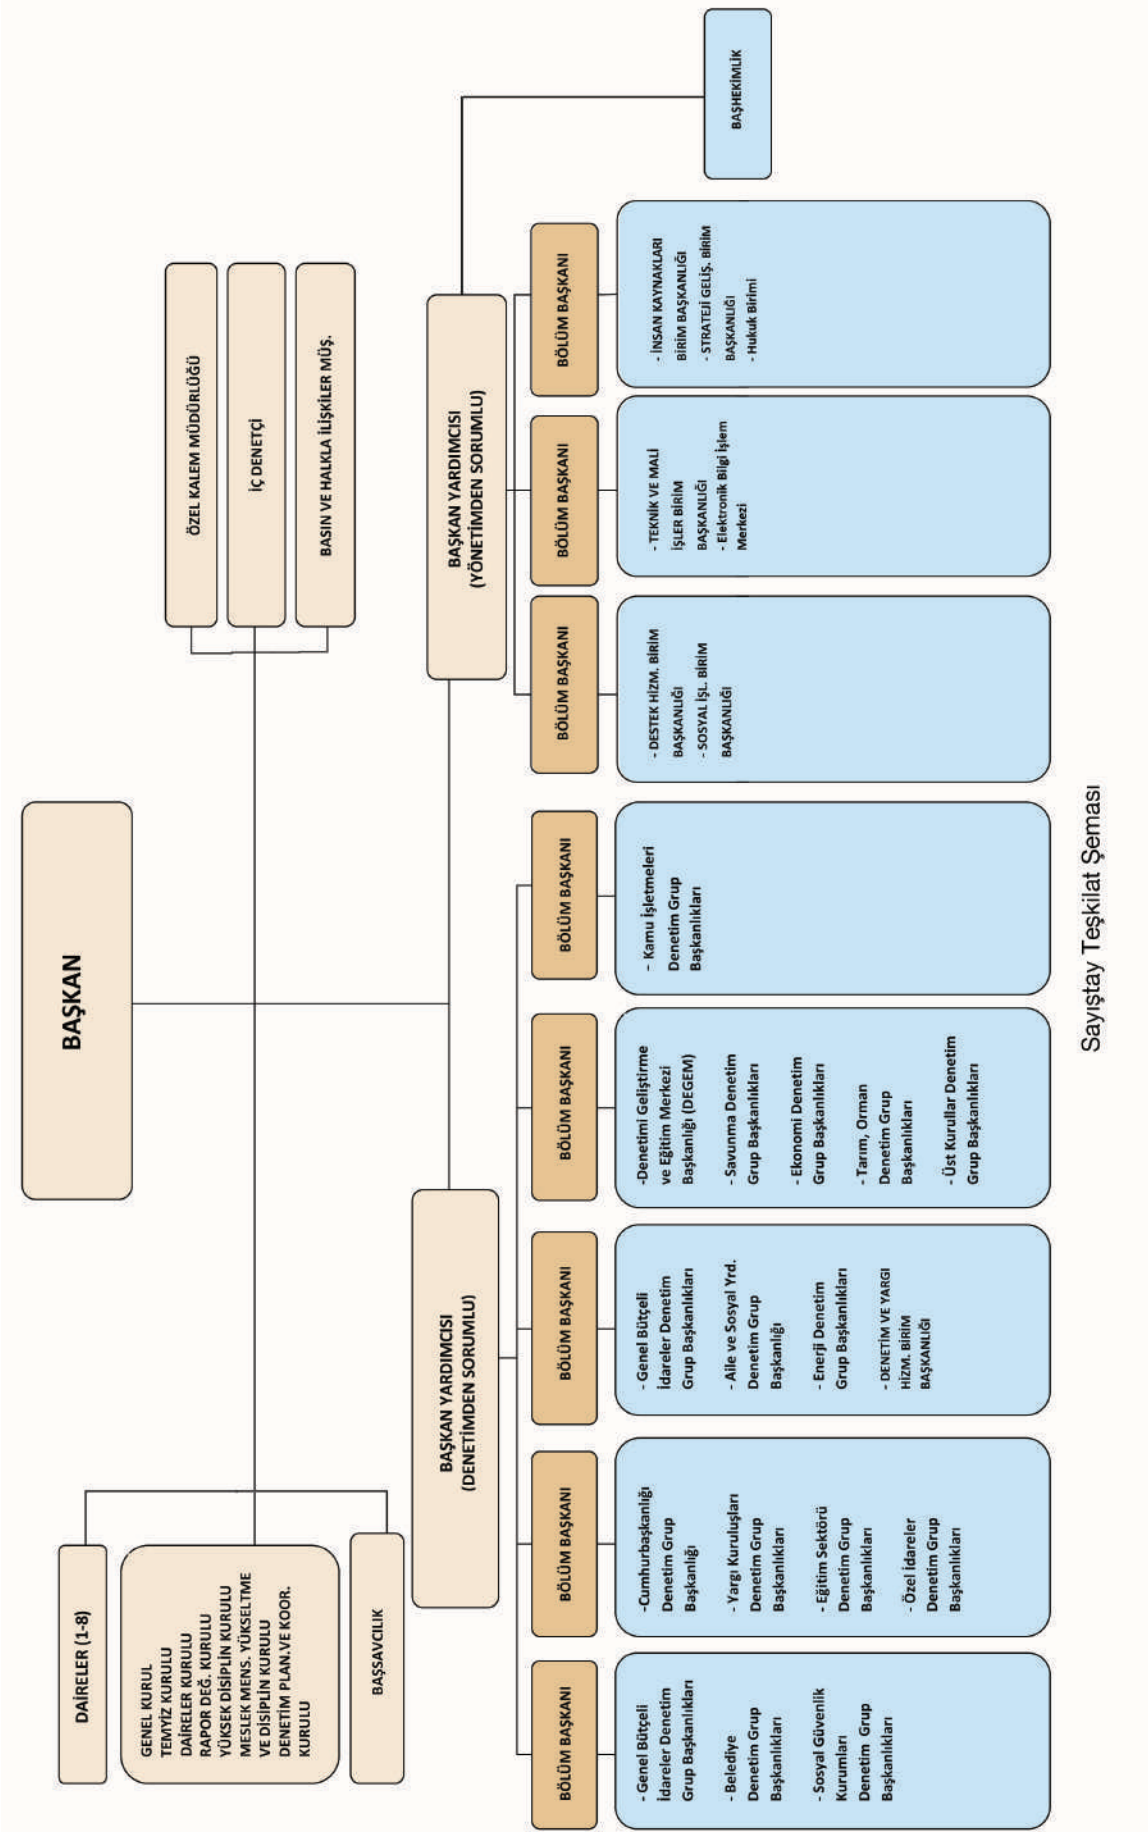 BAŞKAN
DAİRELER (1-8)
GENEL KURUL
TEMYİZ KURULU
DAİRELER KURULU
RAPOR DEĞ. KURULU
YÜKSEK DİSİPLİN KURULU
MESLEK MENS. YÜKSELTME
VE DİSİPLİN KURULU
DENETİM PLAN.VE KOOR.
KURULU
BAŞSAVCILIK
ÖZEL KALEM MÜDÜRLÜĞÜ
İÇ DENETÇİ
BASIN VE HALKLA İLİŞKİLER MÜŞ.
BAŞKAN YARDIMCISI
(DENETİMDEN SORUMLU)
BAŞKAN YARDIMCISI
(YÖNETİMDEN SORUMLU)
BÖLÜM BAŞKANI
- Genel Bütçeli
İdareler Denetim
Grup Başkanlıkları
- Belediye
Denetim Grup
Başkanlıkları
- Sosyal Güvenlik
Kurumları
Denetim Grup
Başkanlıkları
BÖLÜM BAŞKANI
-Cumhurbaşkanlığı
Denetim Grup
Başkanlığı
- Yargı Kuruluşları
Denetim Grup
Başkanlıkları
- Eğitim Sektörü
Denetim Grup
Başkanlıkları
- Özel İdareler
Denetim Grup
Başkanlıkları
BÖLÜM BAŞKANI
- Genel Bütçeli
İdareler Denetim
Grup Başkanlıkları
- Aile ve Sosyal Yrd.
Denetim Grup
Başkanlığı
- Enerji Denetim
Grup Başkanlıkları
- DENETİM VE YARGI
HİZM. BİRİM
BAŞKANLIĞI
BÖLÜM BAŞKANI
-Denetimi Geliştirme
ve Eğitim Merkezi
Başkanlığı (DEGEM)
- Savunma Denetim
Grup Başkanlıkları
- Ekonomi Denetim
Grup Başkanlıkları
- Tarım, Orman
Denetim Grup
Başkanlıkları
- Üst Kurullar Denetim
Grup Başkanlıkları
BÖLÜM BAŞKANI
- Kamu İşletmeleri
Denetim Grup
Başkanlıkları
BÖLÜM BAŞKANI
- DESTEK HİZM. BİRİM
BAŞKANLIĞI
- SOSYAL İŞL. BİRİM
BAŞKANLIĞI
BÖLÜM BAŞKANI
- TEKNİK VE MALİ
İŞLER BİRİM
BAŞKANLIĞI
- Elektronik Bilgi İşlem
Merkezi
BÖLÜM BAŞKANI
- İNSAN KAYNAKLARI
BİRİM BAŞKANLIĞI
- STRATEJİ GELİŞ. BİRİM
BAŞKANLIĞI
- Hukuk Birimi
BAŞHEKİMLİK
Sayıştay Teşkilat Şeması